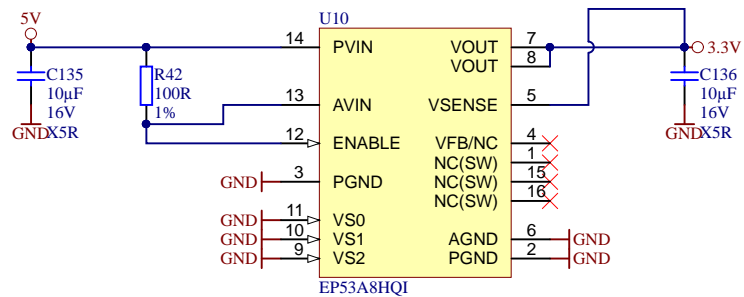 U10
5V
14 PVIN VOUT 7
VOUT 8
3.3V
C135
10µF
16V
X5R
GND
R42
100R
1%
13 AVIN VSENSE 5
C136
10µF
16V
X5R
GND
12 ENABLE VFB/NC 4
NC(SW) 1
GND 3 PGND NC(SW) 15
NC(SW) 16
GND 11 VS0
GND 10 VS1 AGND 6 GND
GND 9 VS2 PGND 2 GND
EP53A8HQI